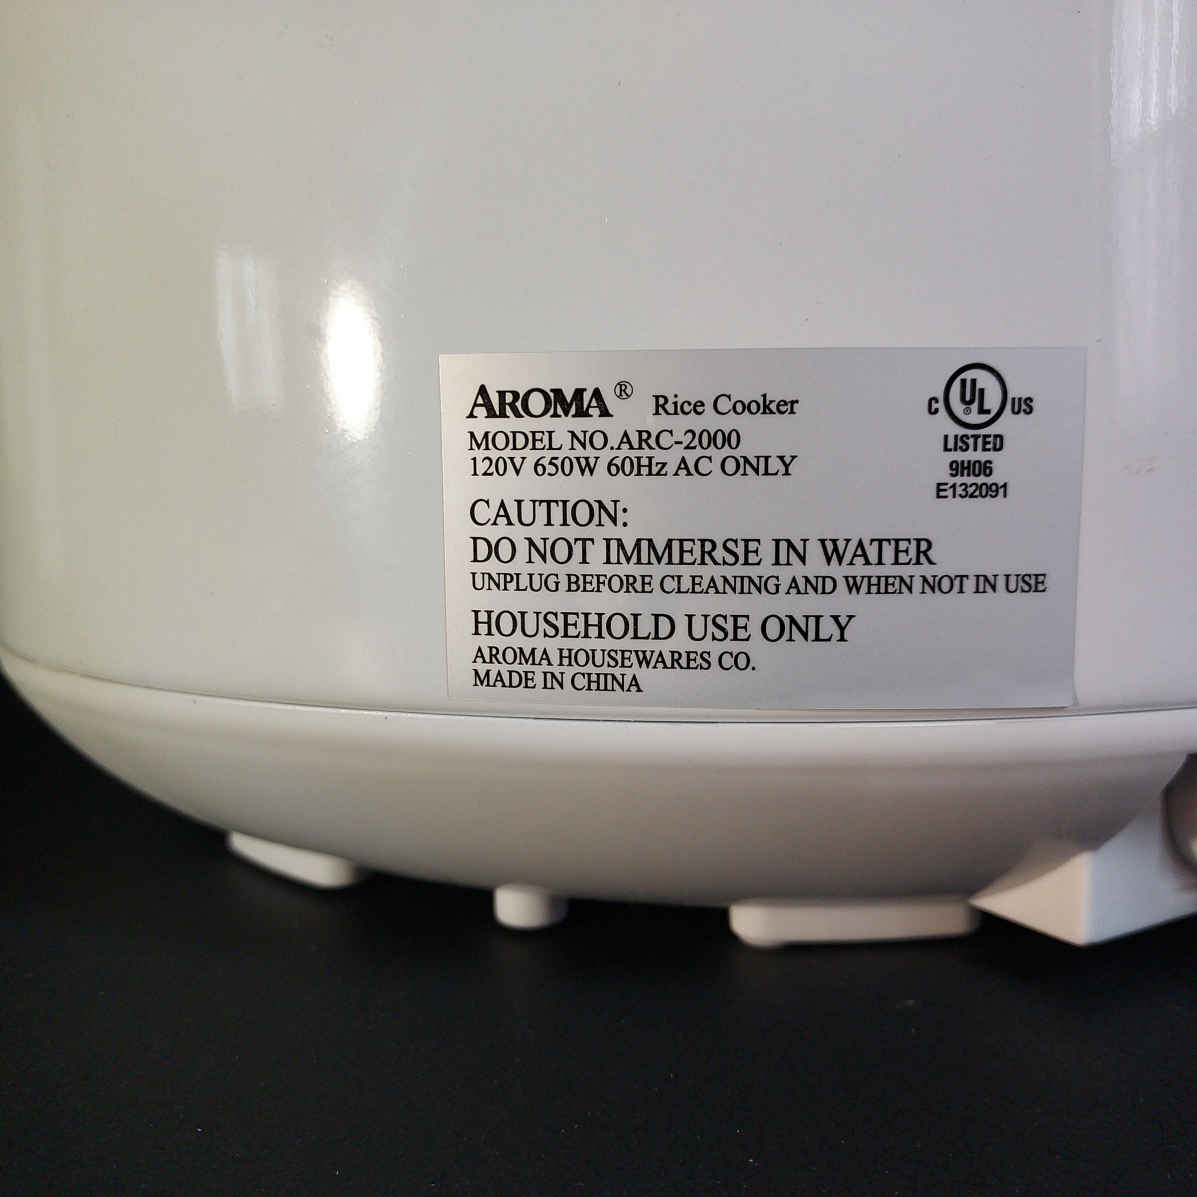 AROMA® Rice Cooker
MODEL NO.ARC-2000
120V 650W 60Hz AC ONLY
C UL® US
LISTED
9H06
E132091
CAUTION:
DO NOT IMMERSE IN WATER
UNPLUG BEFORE CLEANING AND WHEN NOT IN USE
HOUSEHOLD USE ONLY
AROMA HOUSEWARES CO.
MADE IN CHINA